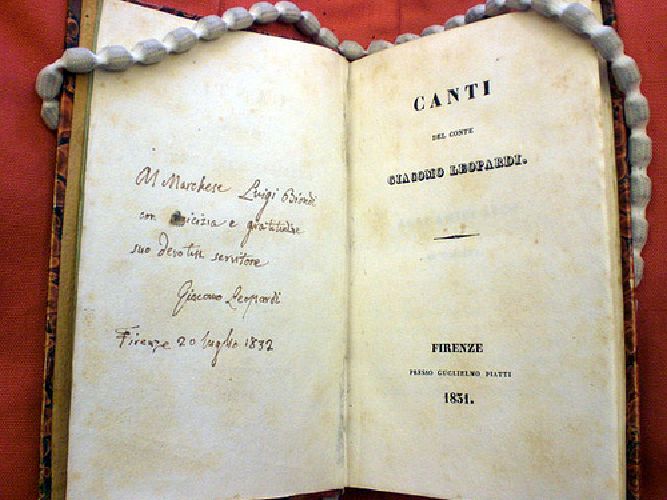 Al Marchese Luigi Biondi
con amicizia e gratitudine
suo devotiss servitore
Giacomo Leopardi
Firenze 20 luglio 1832
CANTI
DEL CONTE
GIACOMO LEOPARDI.
FIRENZE
PRESSO GUGLIELMO PIATTI
1831.